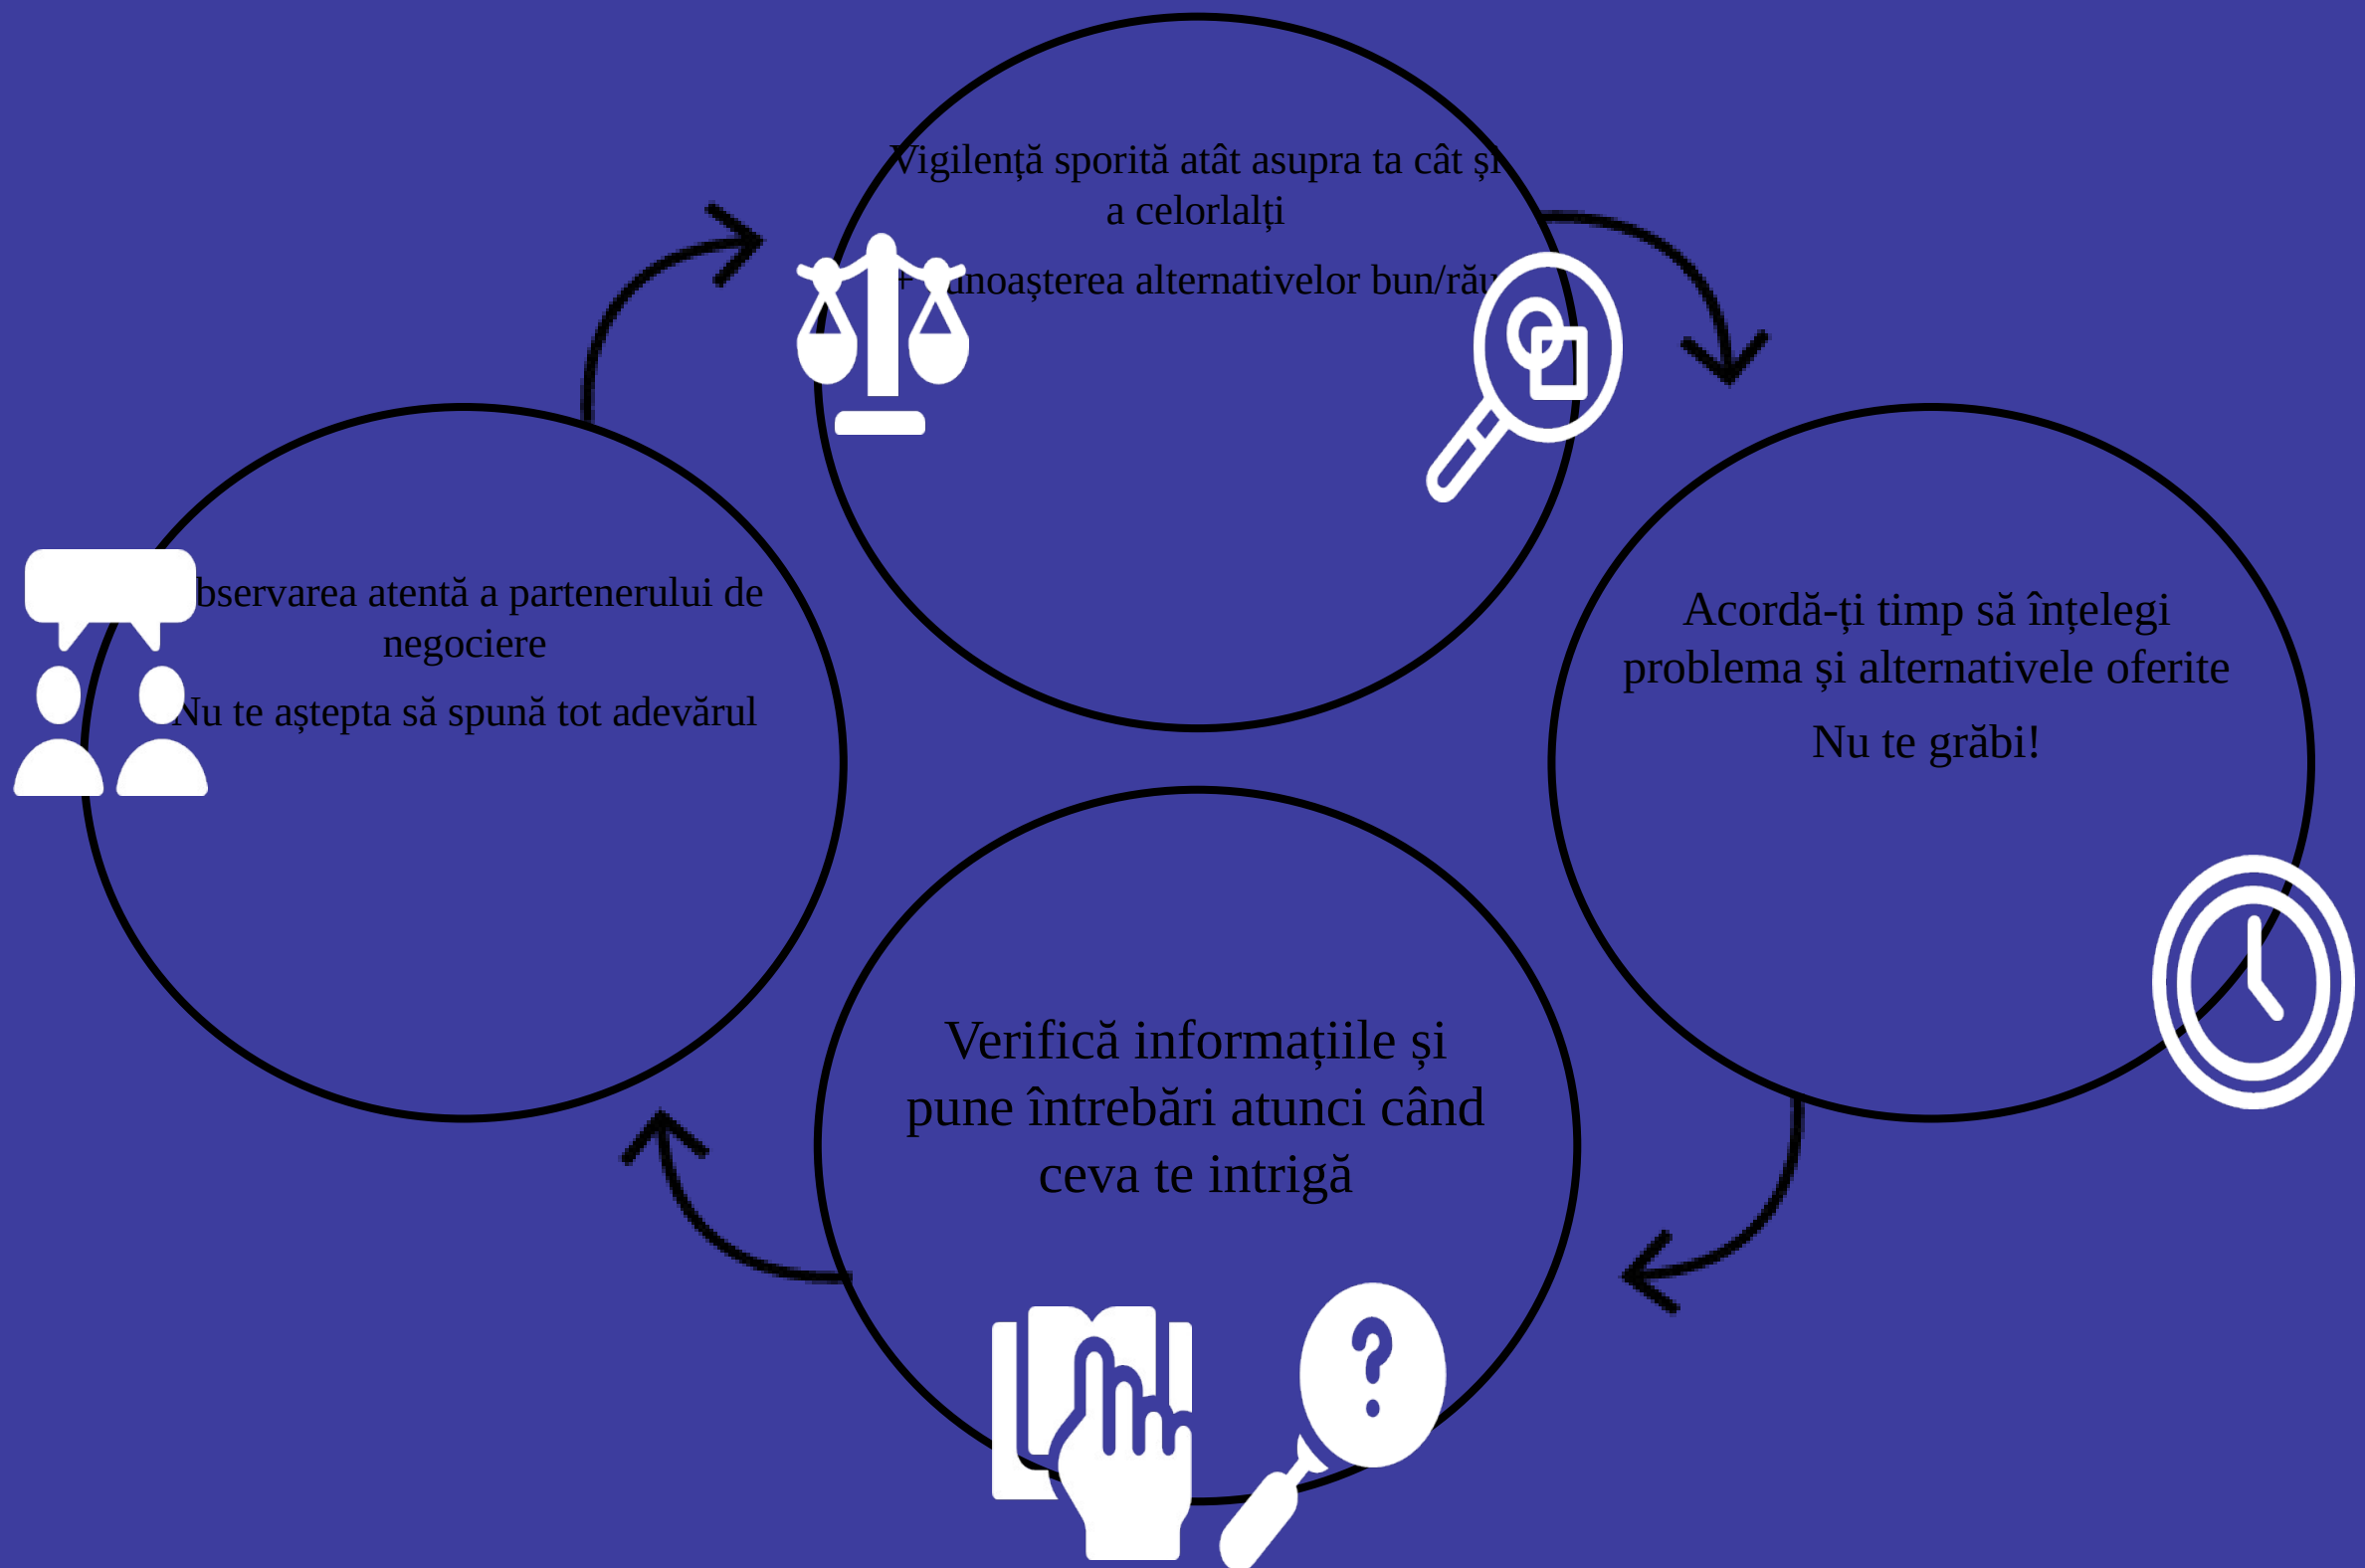 Vigilență sporită atât asupra ta cât și
a celorlalți
+ unoașterea alternativelor bun/rău
Acordă-ți timp să înțelegi
problema și alternativele oferite
Nu te grăbi!
Verifică informațiile și
pune întrebări atunci când
ceva te intrigă
bservarea atentă a partenerului de
negociere
Nu te aștepta să spună tot adevărul